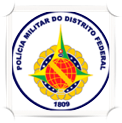 POLÍCIA MILITAR DO DISTRITO FEDERAL
1809